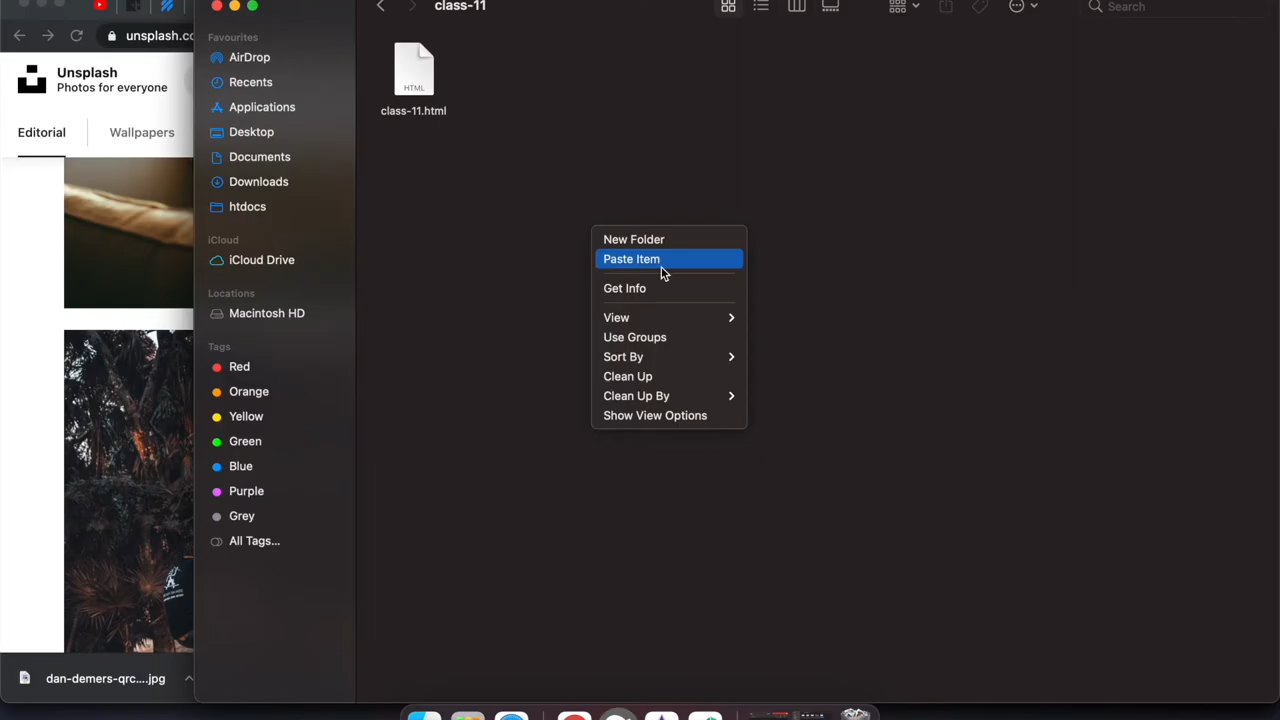 unsplash.co
Unsplash
Photos for everyone
Editorial
Wallpapers
dan-demers-qrc....jpg
class-11
Search
Favourites
AirDrop
Recents
Applications
Desktop
Documents
Downloads
htdocs
iCloud
iCloud Drive
Locations
Macintosh HD
Tags
Red
Orange
Yellow
Green
Blue
Purple
Grey
All Tags...
HTML
class-11.html
New Folder
Paste Item
Get Info
View
Use Groups
Sort By
Clean Up
Clean Up By
Show View Options